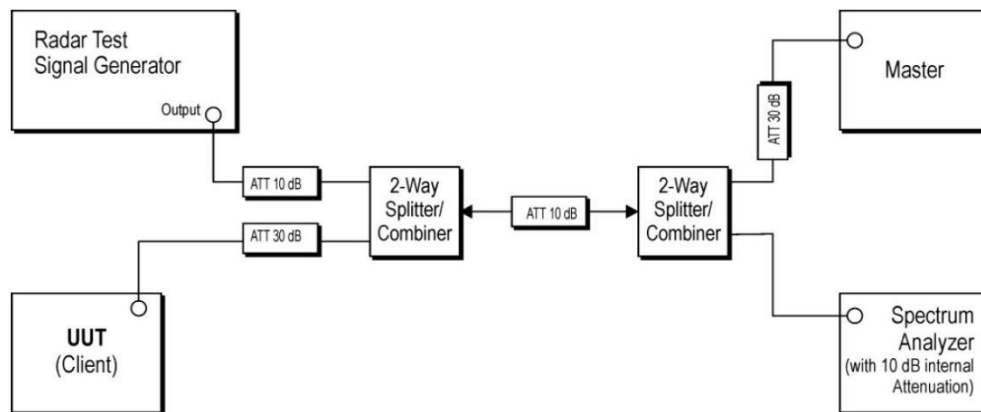 Radar Test
Signal Generator
Output
ATT 10 dB
ATT 30 dB
2-Way
Splitter/
Combiner
ATT 10 dB
2-Way
Splitter/
Combiner
ATT 30 dB
Master
UUT
(Client)
Spectrum
Analyzer
(with 10 dB internal
Attenuation)